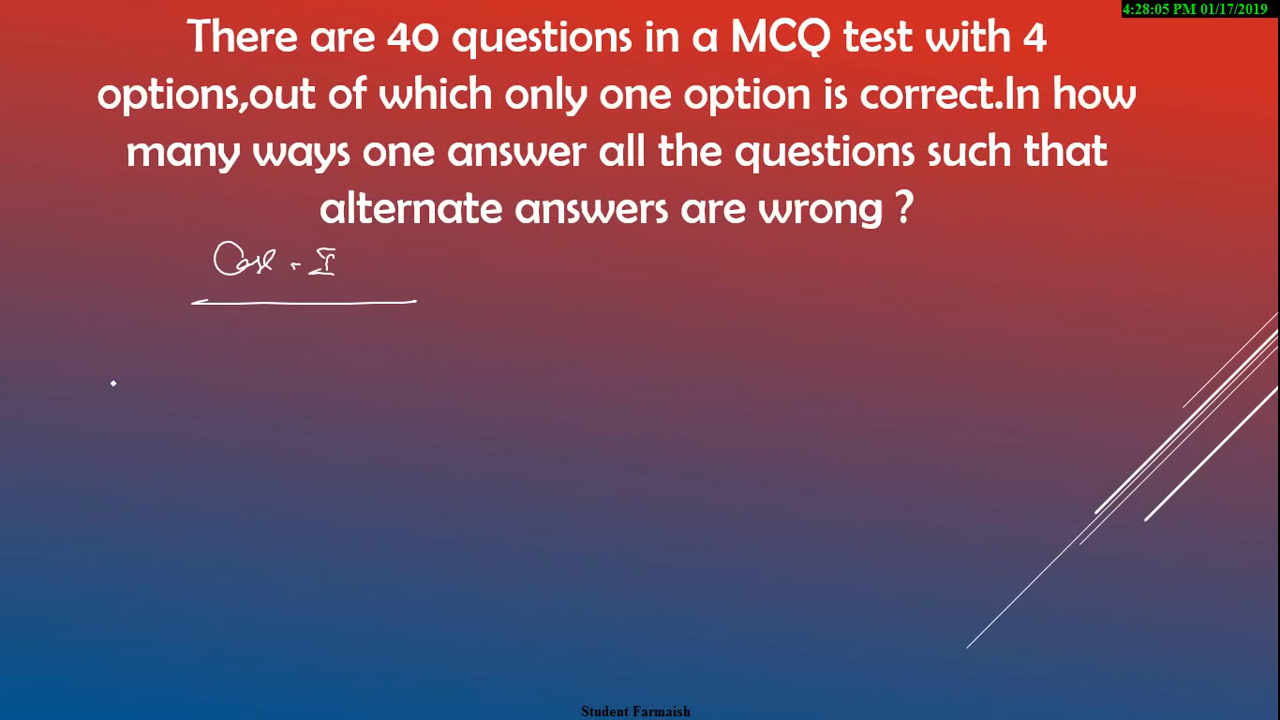 4:28:05 PM 01/17/2019
There are 40 questions in a MCQ test with 4
options,out of which only one option is correct.In how
many ways one answer all the questions such that
alternate answers are wrong ?
Case - I
Student Farmaish